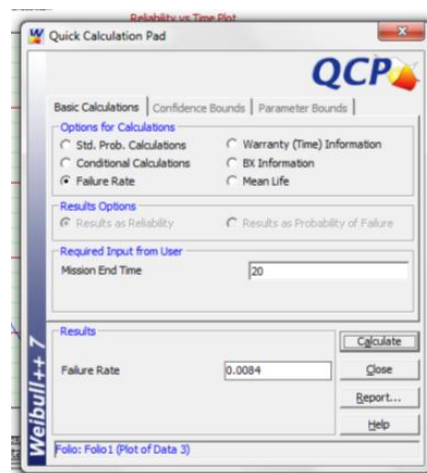 Reliability vs Time Plot
Quick Calculation Pad
QCP
Basic Calculations Confidence Bounds Parameter Bounds
Options for Calculations
Std. Prob. Calculations Warranty (Time) Information
Conditional Calculations BX Information
Failure Rate Mean Life
Results Options
Results as Reliability Results as Probability of Failure
Required Input from User
Mission End Time 20
Results
Calculate
Failure Rate 0.0084 Close
Report...
Help
Weibull++ 7
Folio: Folio1 (Plot of Data 3)